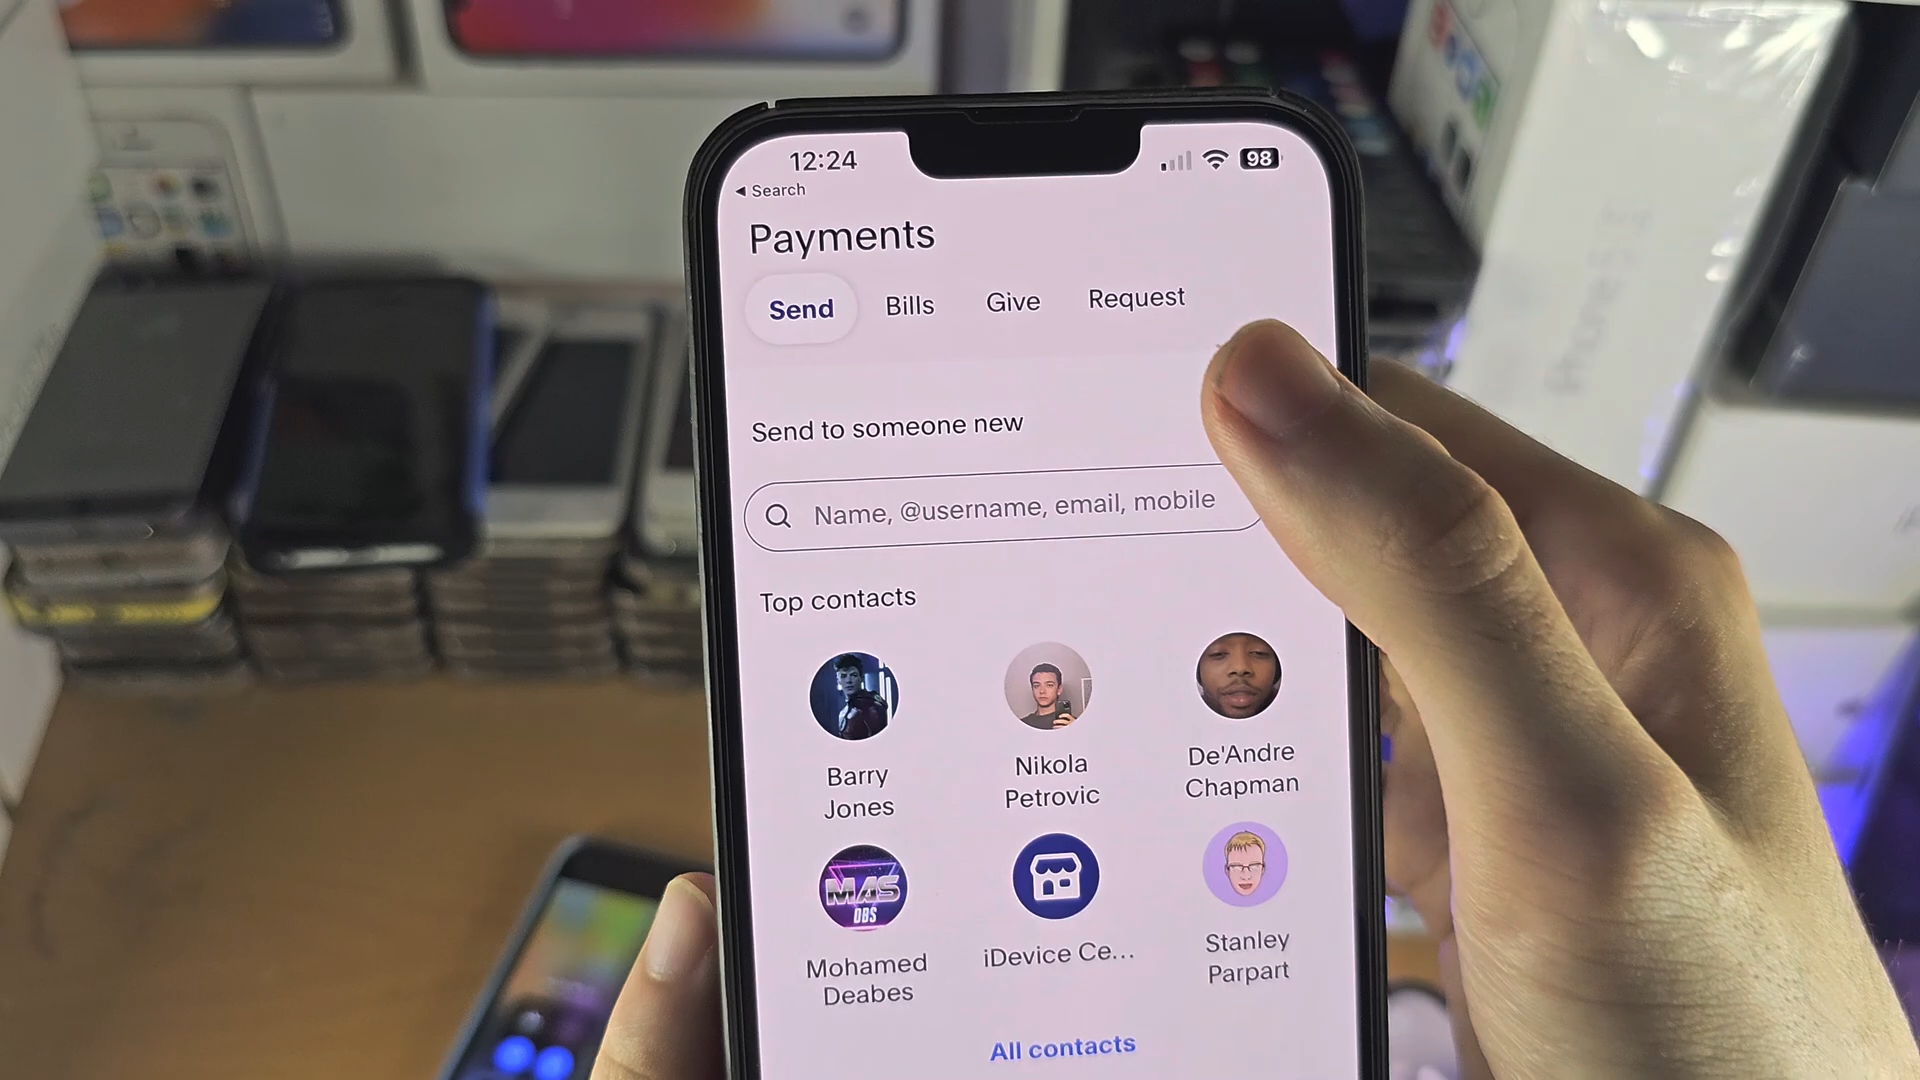 12:24
98
◀ Search
Payments
Send Bills Give Request
Send to someone new
Name, @username, email, mobile
Top contacts
Barry
Jones
Nikola
Petrovic
De'Andre
Chapman
MAS
DBS
Mohamed
Deabes
iDevice Ce...
Stanley
Parpart
All contacts